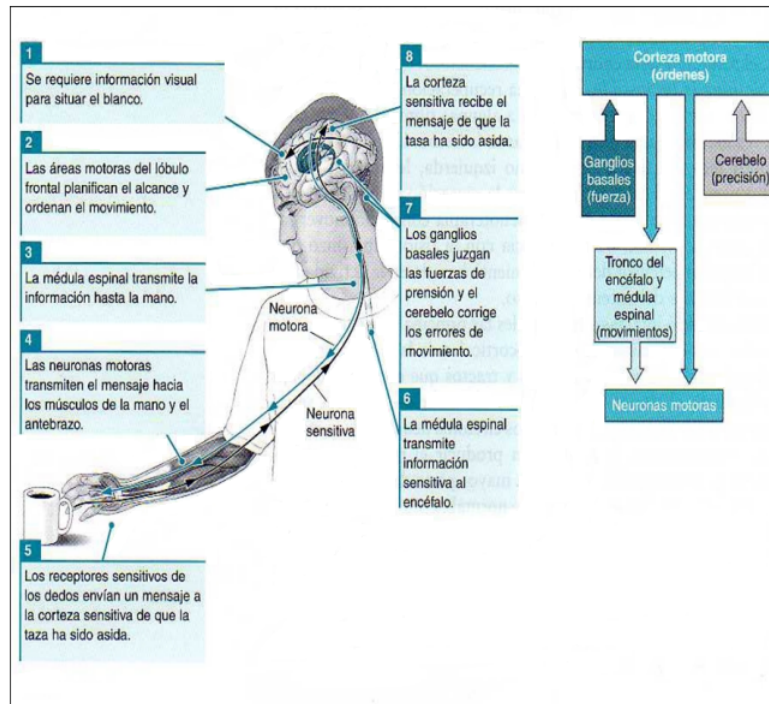 1
Se requiere información visual
para situar el blanco.
2
Las áreas motoras del lóbulo
frontal planifican el alcance y
ordenan el movimiento.
3
La médula espinal transmite la
información hasta la mano.
4
Las neuronas motoras
transmiten el mensaje hacia
los músculos de la mano y el
antebrazo.
5
Los receptores sensitivos de
los dedos envían un mensaje a
la corteza sensitiva de que la
taza ha sido asida.
Neurona
motora
Neurona
sensitiva
8
La corteza
sensitiva recibe el
mensaje de que la
tasa ha sido asida.
7
Los ganglios
basales juzgan
las fuerzas de
prensión y el
cerebelo corrige
los errores de
movimiento.
6
La médula espinal
transmite
información
sensitiva al
encéfalo.
Corteza motora
(órdenes)
Ganglios
basales
(fuerza)
Cerebelo
(precisión)
Tronco del
encéfalo y
médula
espinal
(movimientos)
Neuronas motoras